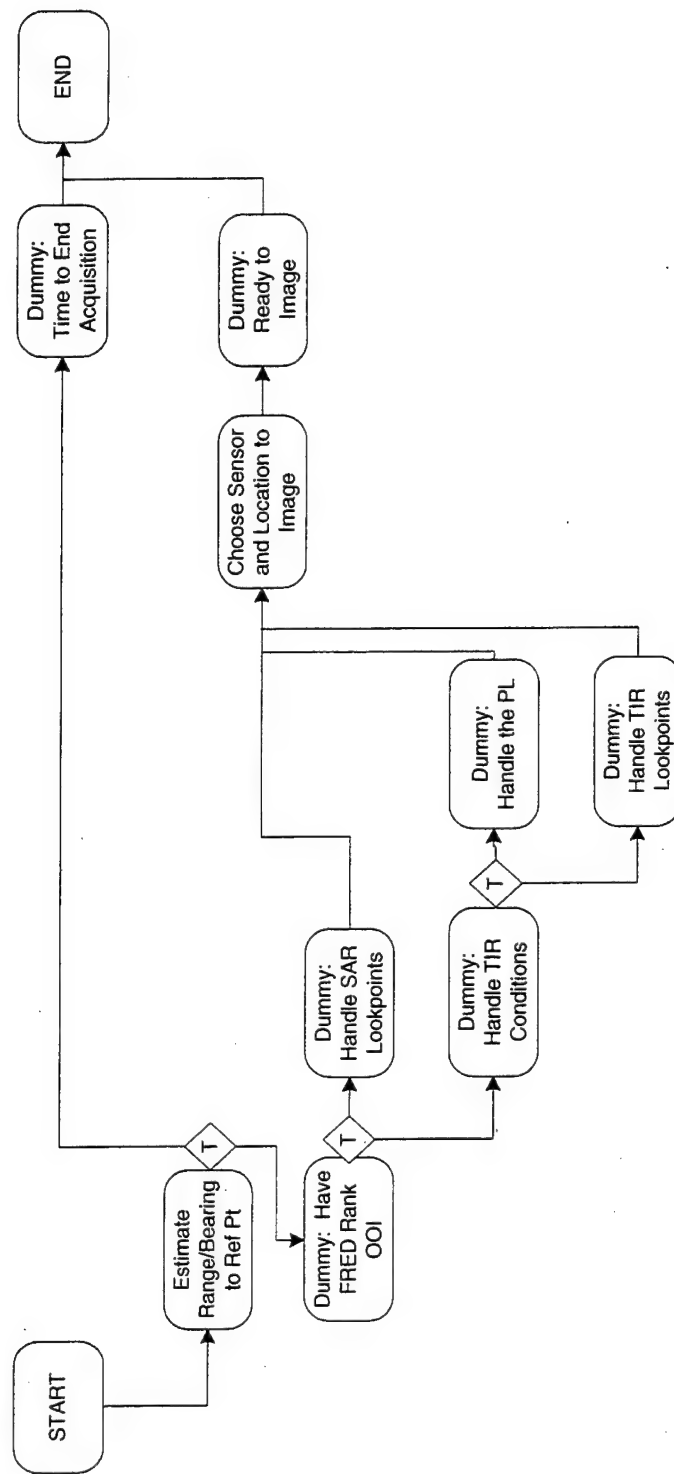 START
Estimate
Range/Bearing
to Ref Pt
T
Dummy: Have
FRED Rank
OOI
T
Dummy:
Handle SAR
Lookpoints
Dummy:
Handle TIR
Conditions
T
Dummy:
Handle the PL
Dummy:
Handle TIR
Lookpoints
Choose Sensor
and Location to
Image
Dummy:
Ready to
Image
Dummy:
Time to End
Acquisition
END